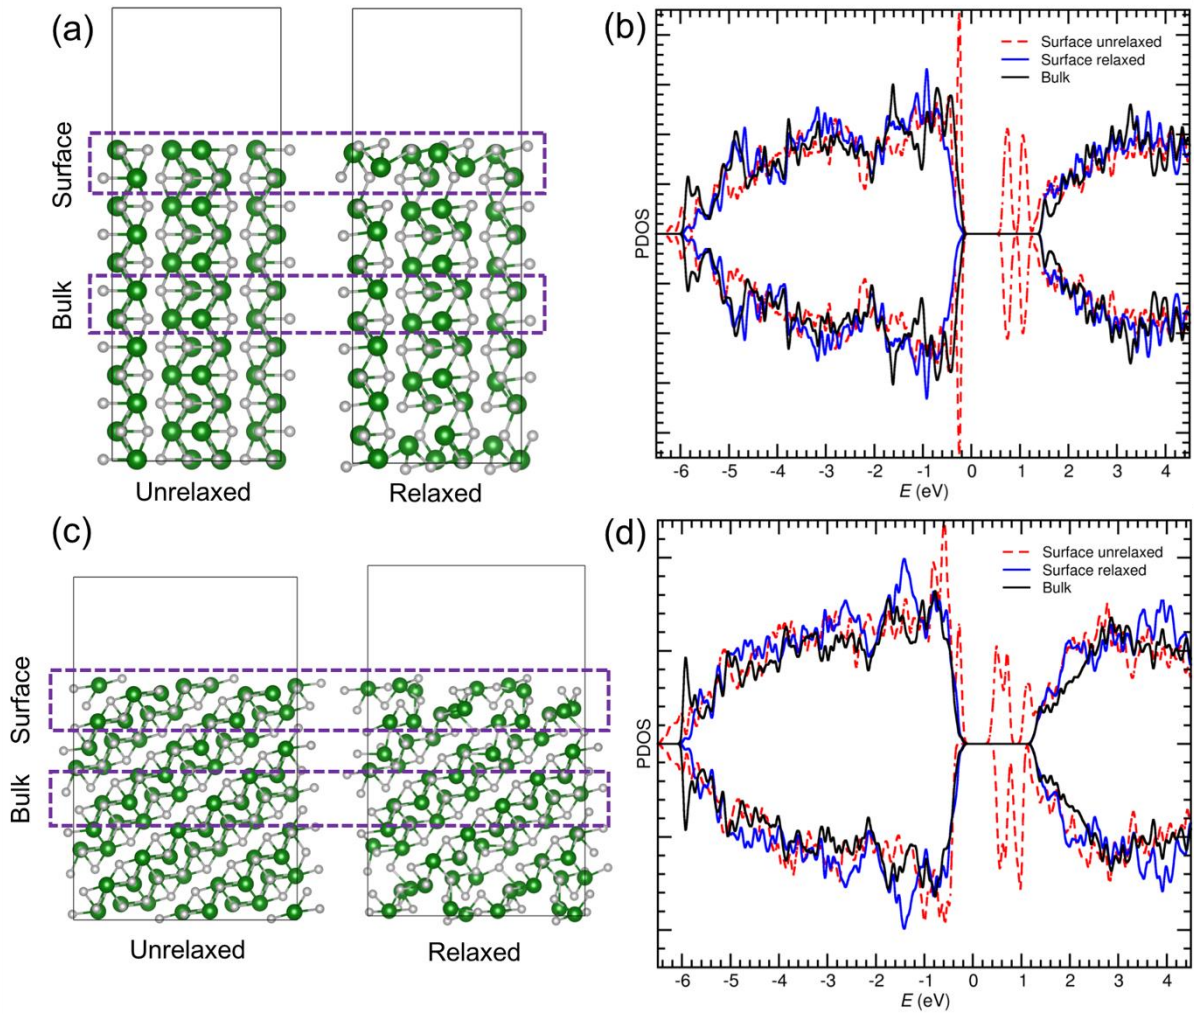 (a)
Surface
Bulk
Unrelaxed
Relaxed
(b)
Surface unrelaxed
Surface relaxed
Bulk
PDOS
-6 -5 -4 -3 -2 -1 0 1 2 3 4
E (eV)
(c)
Surface
Bulk
Unrelaxed
Relaxed
(d)
Surface unrelaxed
Surface relaxed
Bulk
PDOS
-6 -5 -4 -3 -2 -1 0 1 2 3 4
E (eV)